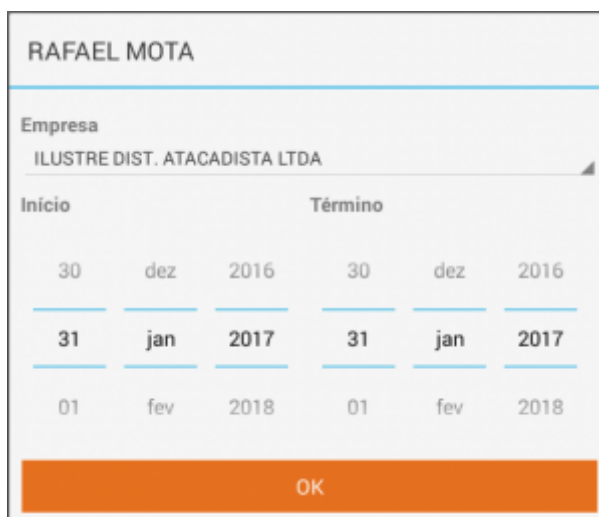 RAFAEL MOTA
Empresa
ILUSTRE DIST. ATACADISTA LTDA
Início Término
30 dez 2016 30 dez 2016
31 jan 2017 31 jan 2017
01 fev 2018 01 fev 2018
OK